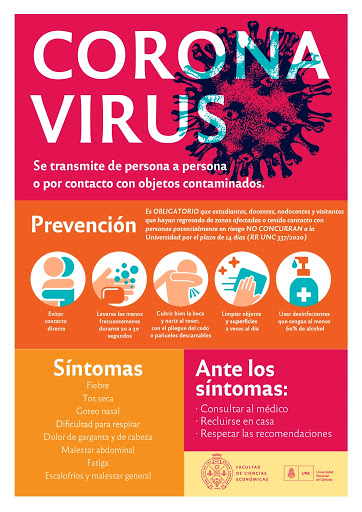 CORONA
VIRUS
Se transmite de persona a persona
o por contacto con objetos contaminados.
Prevención
Es OBLIGATORIO que estudiantes, docentes, nodocentes y visitantes
que hayan regresado de zonas afectadas o tenido contacto con
personas potencialmente en riesgo NO CONCURRAN a la
Universidad por el plazo de 14 días (RR UNC 337/2020)
Evitar
contacto
directo
Lavarse las manos
frecuentemente
durante 20 a 30
segundos
Cubrir bien la boca
y nariz al toser,
con el pliegue del codo
o pañuelos descartables
Limpiar objetos
y superficies
2 veces al día
Usar desinfectantes
que tengan al menos
60% de alcohol
Síntomas
Fiebre
Tos seca
Goteo nasal
Dificultad para respirar
Dolor de garganta y de cabeza
Malestar abdominal
Fatiga
Escalofríos y malestar general
Ante los
síntomas:
· Consultar al médico
· Recluirse en casa
· Respetar las recomendaciones
FACULTAD
DE CIENCIAS
ECONÓMICAS
UNC
Universidad
Nacional
de Córdoba